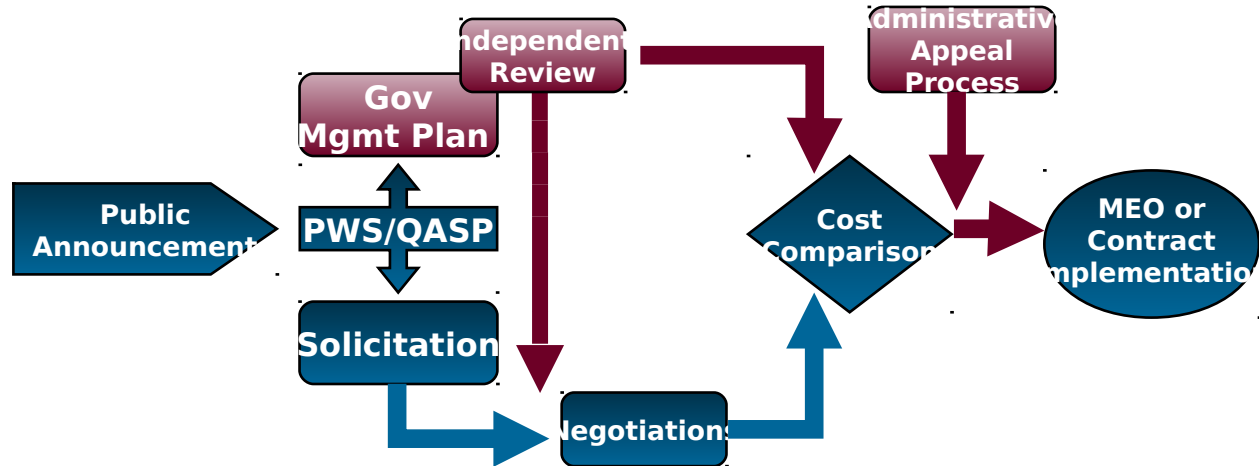 Public
Announcement
Gov
Mgmt Plan
PWS/QASP
Solicitation
Independent
Review
Negotiations
Cost
Comparison
Administrative
Appeal
Process
MEO or
Contract
Implementation